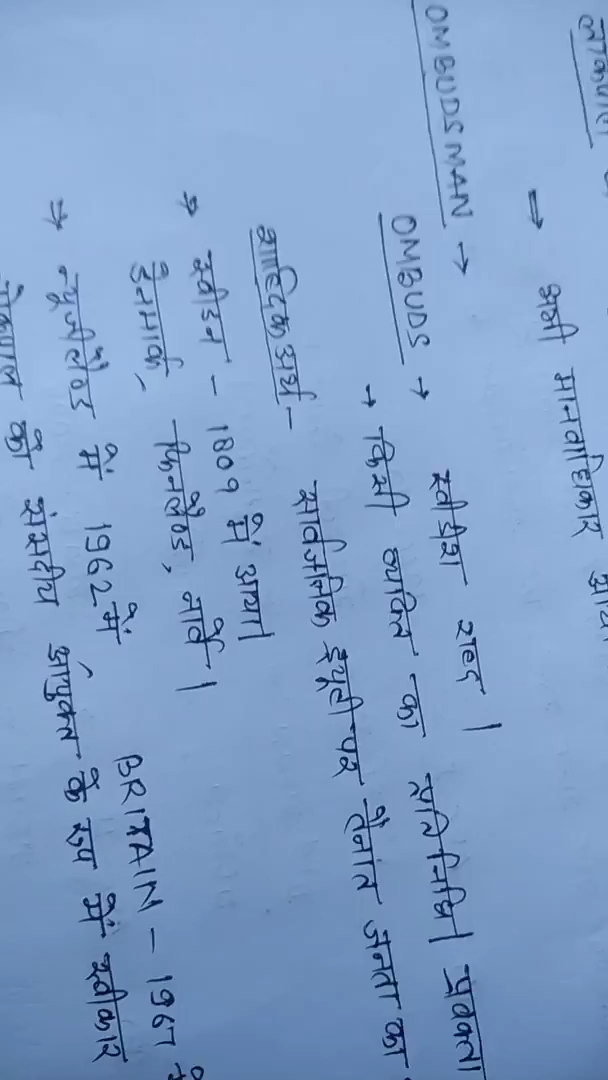 लोकपाल
⇒ अभी मानवाधिकार
OMBUDSMAN →
OMBUDS → स्वीडिश शब्द |
→ किसी व्यक्ति का प्रतिनिधि | प्रवक्ता
शाब्दिक अर्थ - सार्वजनिक ड्यूटी पर तैनात जनता का
→ स्वीडन - 1809 में आया |
डेनमार्क, फिनलैंड, नार्वे |
→ न्यूजीलैंड में 1962 में BRITAIN - 1967 में
लोकपाल को संसदीय आयुक्त के रूप में स्वीकार